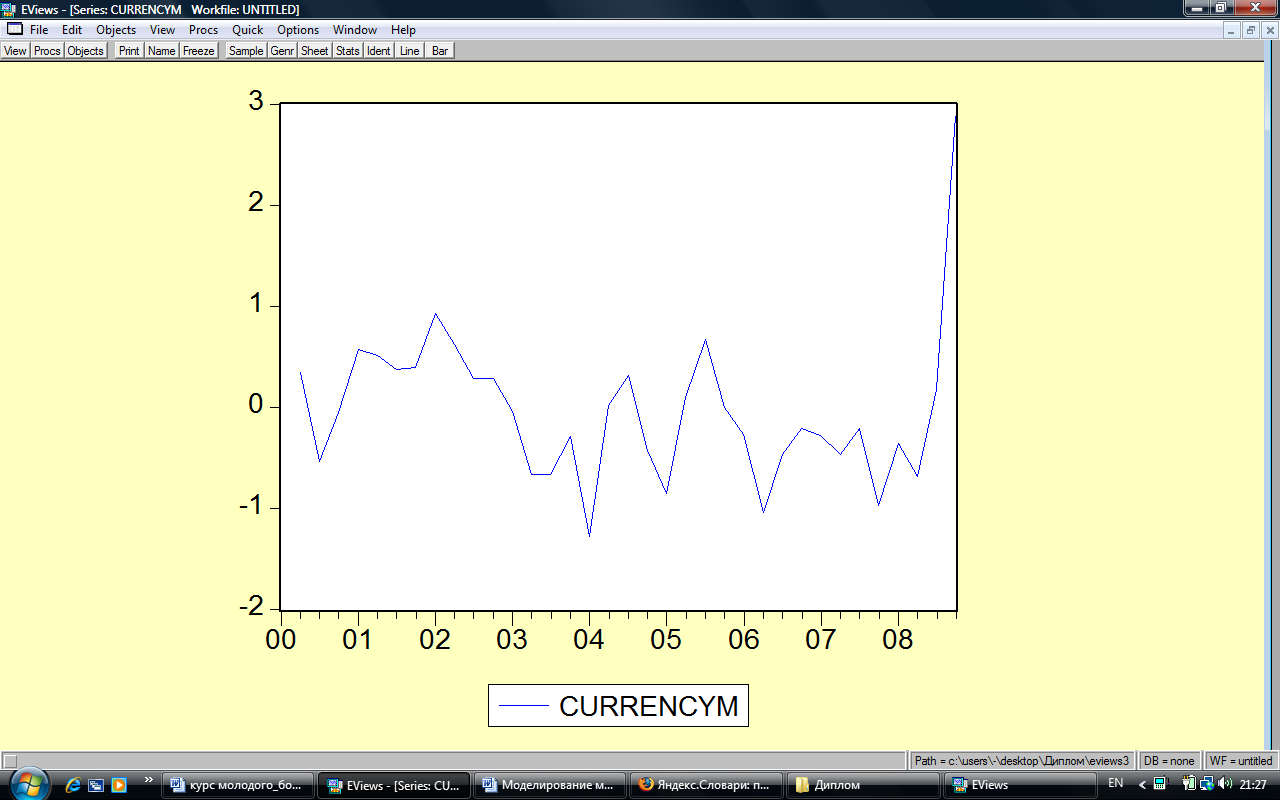 EViews - [Series: CURRENCYM Workfile: UNTITLED]
File Edit Objects View Procs Quick Options Window Help
View Procs Objects Print Name Freeze Sample Genr Sheet Stats Ident Line Bar
3
2
1
0
-1
-2
00 01 02 03 04 05 06 07 08
CURRENCYM
Path = c:\users\-\desktop\Диплом\eviews3 DB = none WF = untitled
» курс молодого_бо... EViews - [Series: CU... Моделирование м... Яндекс.Словари: п... Диплом EViews EN 21:27